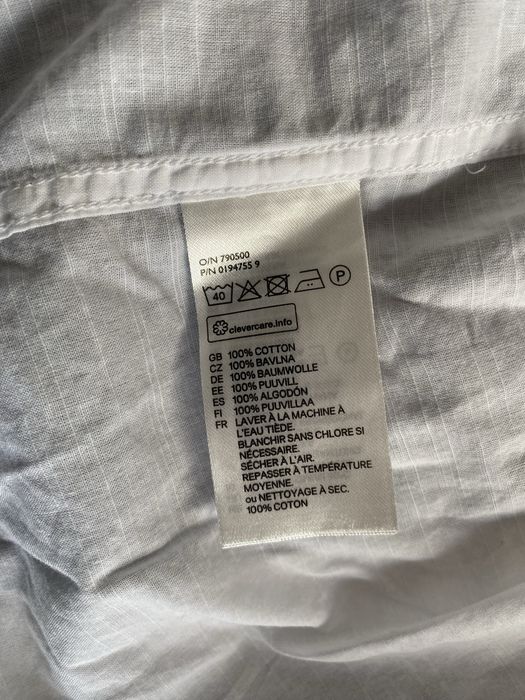 O/N 790500
P/N 0194755 9
40 P
clevercare.info
GB 100% COTTON
CZ 100% BAVLNA
DE 100% BAUMWOLLE
EE 100% PUUVILL
ES 100% ALGODÓN
FI 100% PUUVILLAA
FR LAVER À LA MACHINE À
L'EAU TIÈDE.
BLANCHIR SANS CHLORE SI
NÉCESSAIRE.
SÉCHER À L'AIR.
REPASSER À TEMPÉRATURE
MOYENNE.
ou NETTOYAGE À SEC.
100% COTON